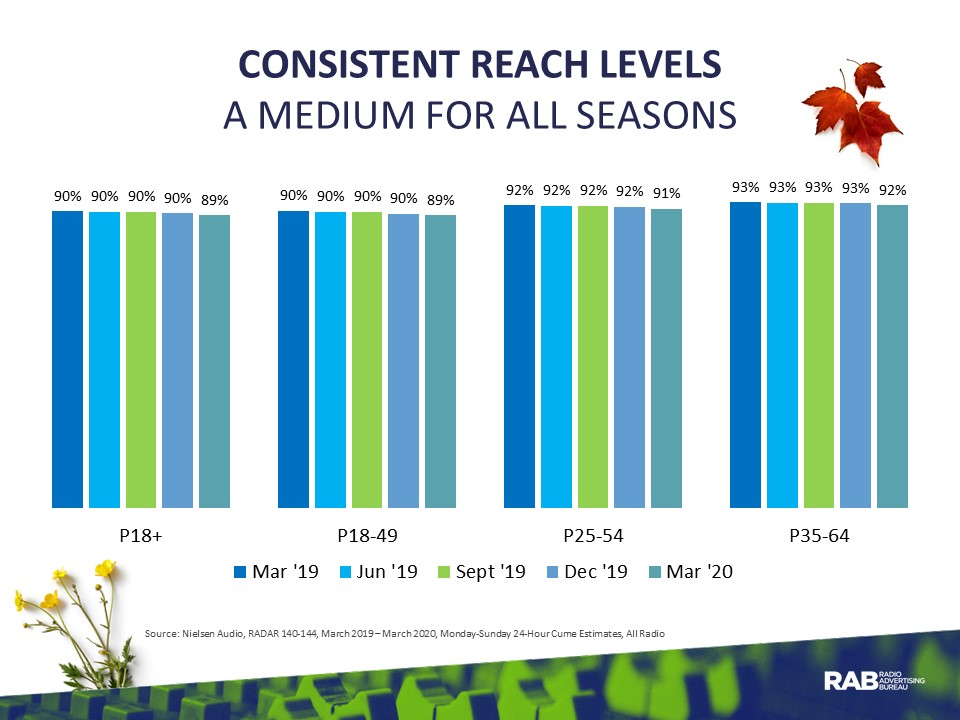 CONSISTENT REACH LEVELS
A MEDIUM FOR ALL SEASONS
90% 90% 90% 90% 89%
90% 90% 90% 90% 89%
92% 92% 92% 92% 91%
93% 93% 93% 93% 92%
P18+
P18-49
P25-54
P35-64
Mar '19 Jun '19 Sept '19 Dec '19 Mar '20
Source: Nielsen Audio, RADAR 140-144, March 2019 – March 2020, Monday-Sunday 24-Hour Cume Estimates, All Radio
RAB
RADIO
ADVERTISING
BUREAU